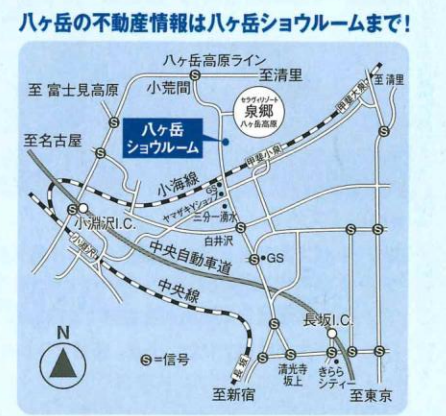 八ヶ岳の不動産情報は八ヶ岳ショウルームまで!
八ヶ岳高原ライン
至清里
至富士見高原
小荒間
セラヴィリゾート
泉郷
八ヶ岳高原
甲斐大泉
至清里
至名古屋
八ヶ岳
ショウルーム
甲斐小泉
小海線
GS
ヤマザキYショップ
三分一湧水
小淵沢I.C.
白井沢
小淵沢
中央自動車道
GS
中央線
長坂I.C.
N
S=信号
長坂
清光寺
坂上
きらら
シティー
至新宿
至東京